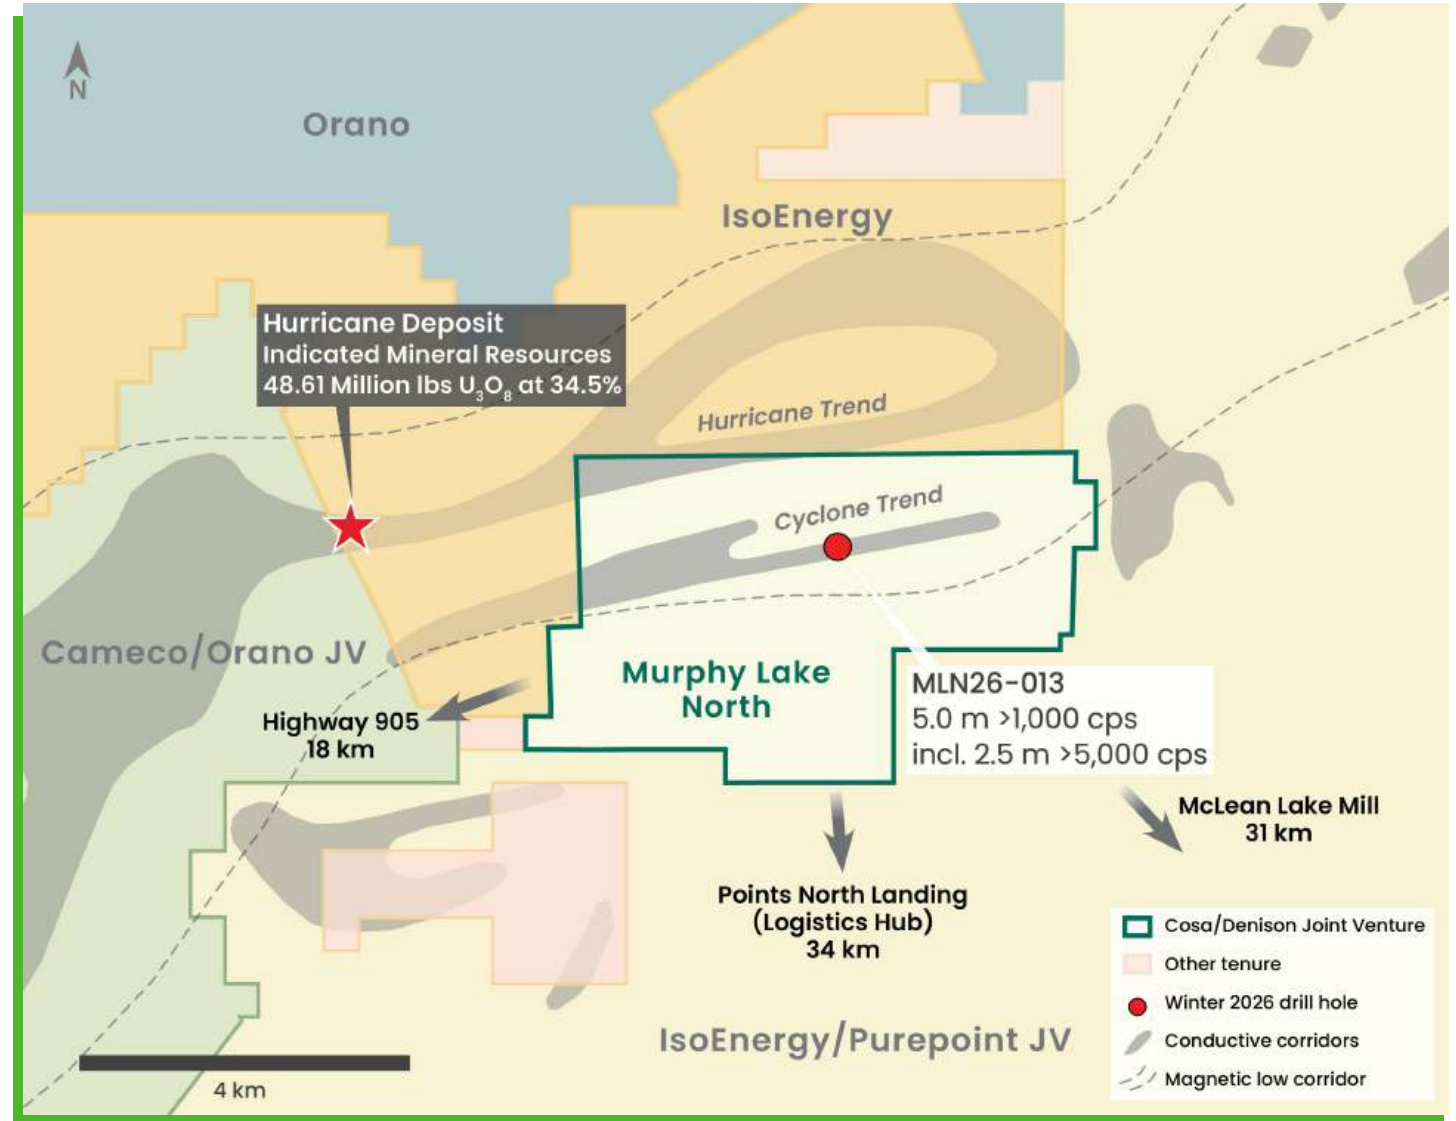 N
Orano
IsoEnergy
Hurricane Deposit
Indicated Mineral Resources
48.61 Million lbs U₃O₈ at 34.5%
Hurricane Trend
Cyclone Trend
Cameco/Orano JV
Murphy Lake
North
MLN26-013
5.0 m >1,000 cps
incl. 2.5 m >5,000 cps
Highway 905
18 km
McLean Lake Mill
31 km
Points North Landing
(Logistics Hub)
34 km
IsoEnergy/Purepoint JV
4 km
Cosa/Denison Joint Venture
Other tenure
Winter 2026 drill hole
Conductive corridors
Magnetic low corridor